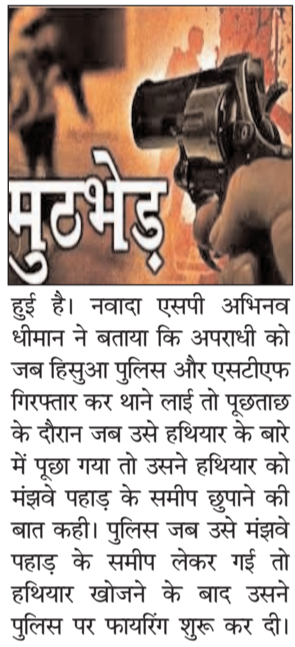 मुठभेड़
हुई है। नवादा एसपी अभिनव
धीमान ने बताया कि अपराधी को
जब हिसुआ पुलिस और एसटीएफ
गिरफ्तार कर थाने लाई तो पूछताछ
के दौरान जब उसे हथियार के बारे
में पूछा गया तो उसने हथियार को
मंझवे पहाड़ के समीप छुपाने की
बात कही। पुलिस जब उसे मंझवे
पहाड़ के समीप लेकर गई तो
हथियार खोजने के बाद उसने
पुलिस पर फायरिंग शुरू कर दी।